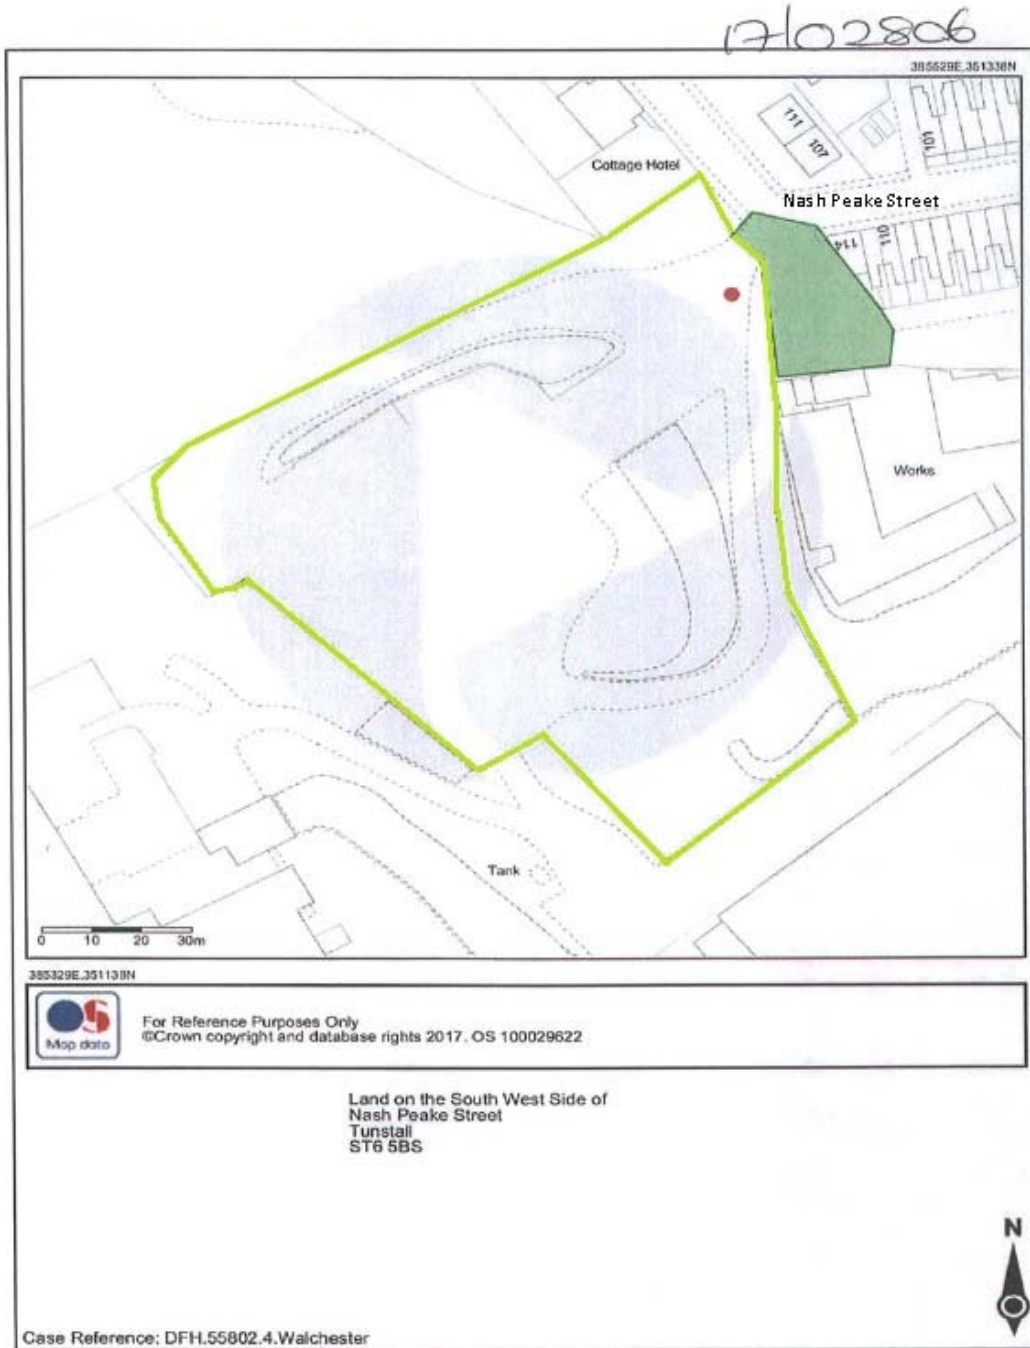 17/02806
385529E,351338N
111
107
101
Cottage Hotel
Nash Peake Street
114
110
Works
Tank
0 10 20 30m
385329E,351138N
OS
Map data
For Reference Purposes Only
©Crown copyright and database rights 2017. OS 100029622
Land on the South West Side of
Nash Peake Street
Tunstall
ST6 5BS
N
Case Reference: DFH.55802.4.Walchester